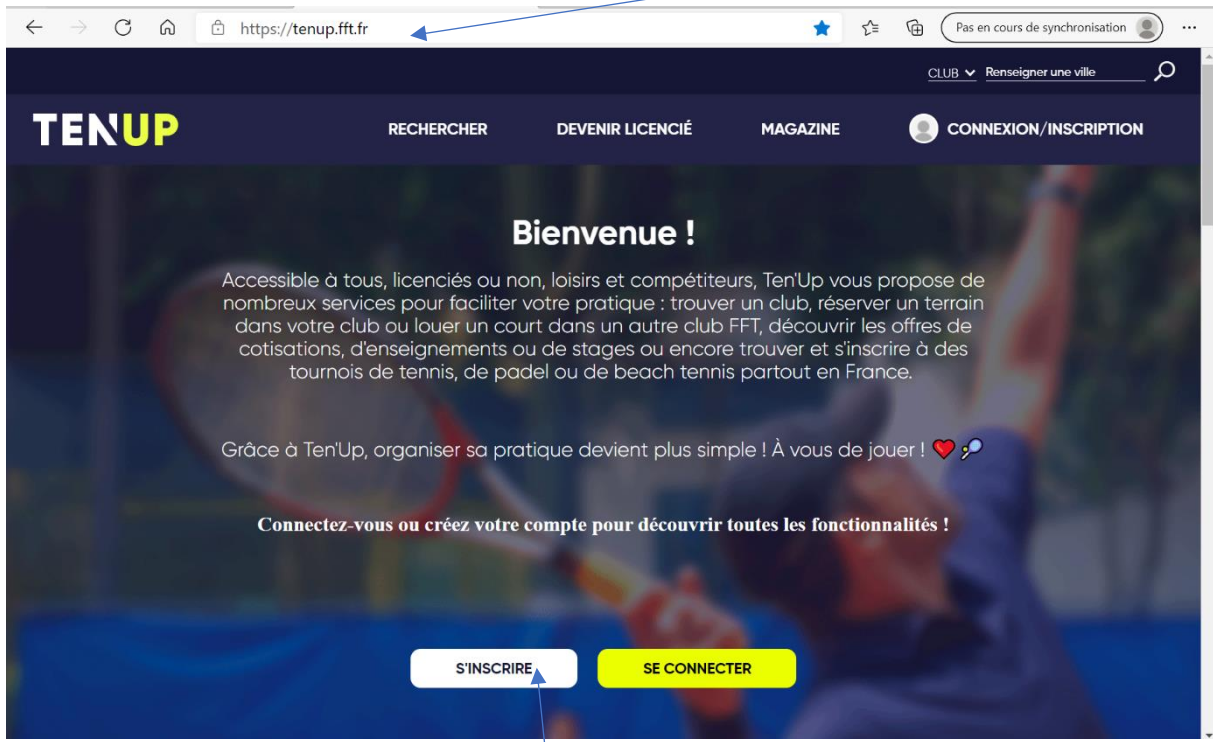 https://tenup.fft.fr
Pas en cours de synchronisation
CLUB Renseigner une ville
TEN'UP
RECHERCHER DEVENIR LICENCIÉ MAGAZINE CONNEXION/INSCRIPTION
Bienvenue !
Accessible à tous, licenciés ou non, loisirs et compétiteurs, Ten'Up vous propose de
nombreux services pour faciliter votre pratique : trouver un club, réserver un terrain
dans votre club ou louer un court dans un autre club FFT, découvrir les offres de
cotisations, d'enseignements ou de stages ou encore trouver et s'inscrire à des
tournois de tennis, de padel ou de beach tennis partout en France.
Grâce à Ten'Up, organiser sa pratique devient plus simple ! À vous de jouer ! ❤️🎾
Connectez-vous ou créez votre compte pour découvrir toutes les fonctionnalités !
S'INSCRIRE
SE CONNECTER